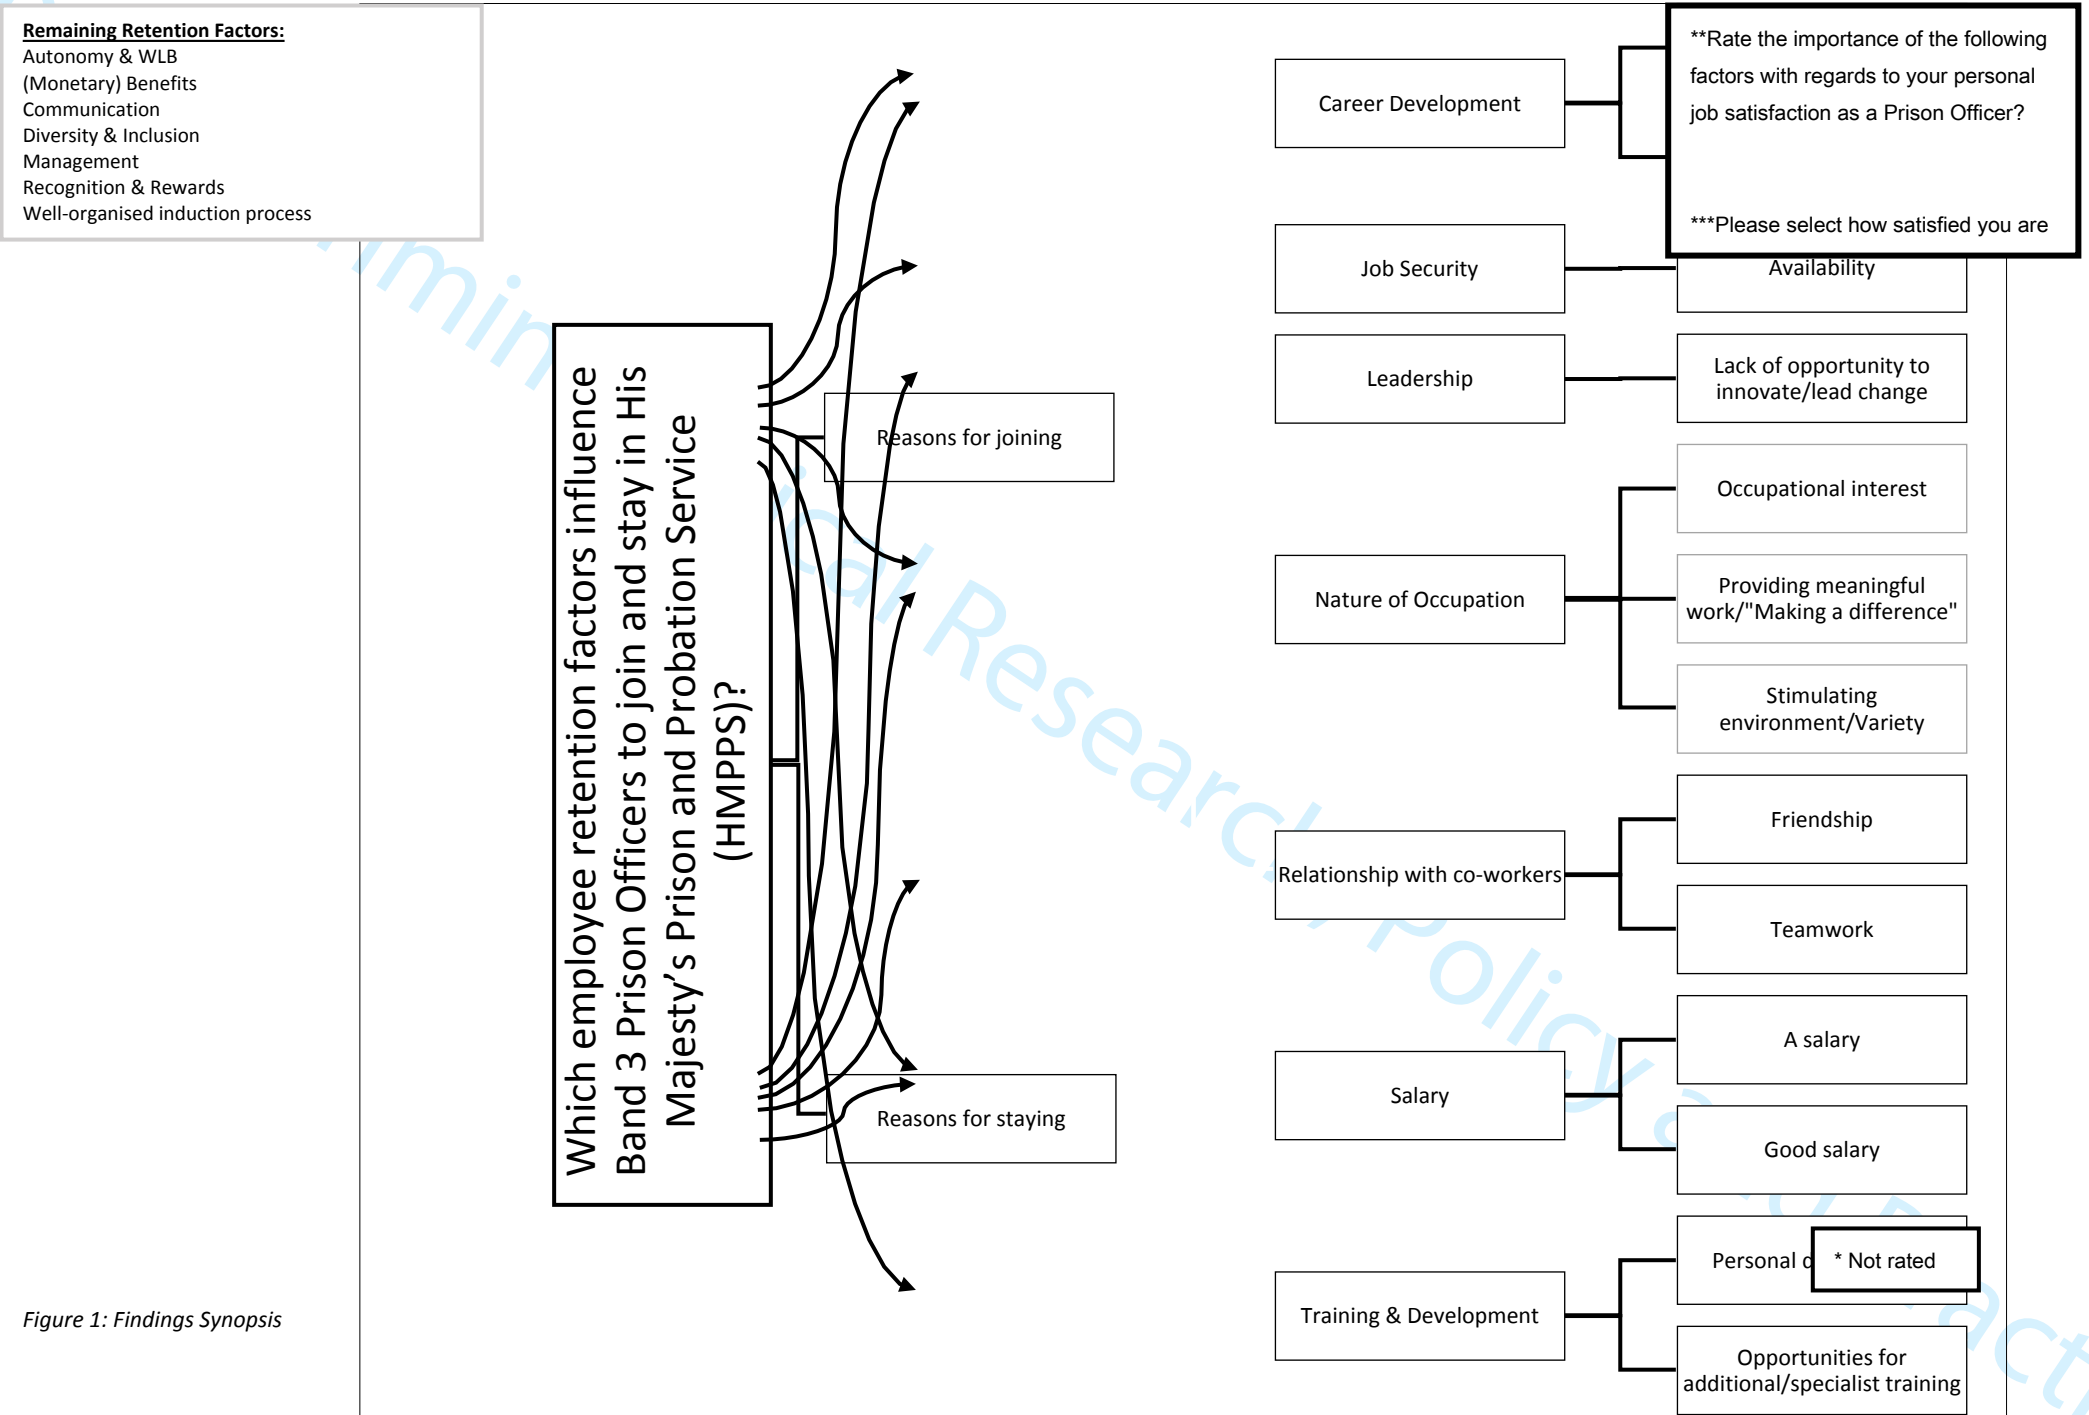 Remaining Retention Factors:
Autonomy & WLB
(Monetary) Benefits
Communication
Diversity & Inclusion
Management
Recognition & Rewards
Well-organised induction process
Which employee retention factors influence
Band 3 Prison Officers to join and stay in His
Majesty's Prison and Probation Service
(HMPPS)?
Reasons for joining
Reasons for staying
Career Development
**Rate the importance of the following
factors with regards to your personal
job satisfaction as a Prison Officer?
***Please select how satisfied you are
Job Security
Availability
Leadership
Lack of opportunity to
innovate/lead change
Nature of Occupation
Occupational interest
Providing meaningful
work/"Making a difference"
Stimulating
environment/Variety
Relationship with co-workers
Friendship
Teamwork
Salary
A salary
Good salary
Training & Development
Personal
* Not rated
Opportunities for
additional/specialist training
Figure 1: Findings Synopsis
ical Research, Policy and Practi